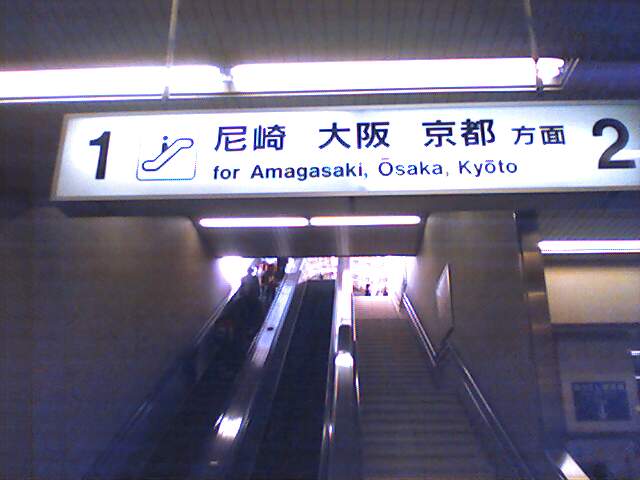 1 尼崎 大阪 京都 方面 2
for Amagasaki, Ōsaka, Kyōto